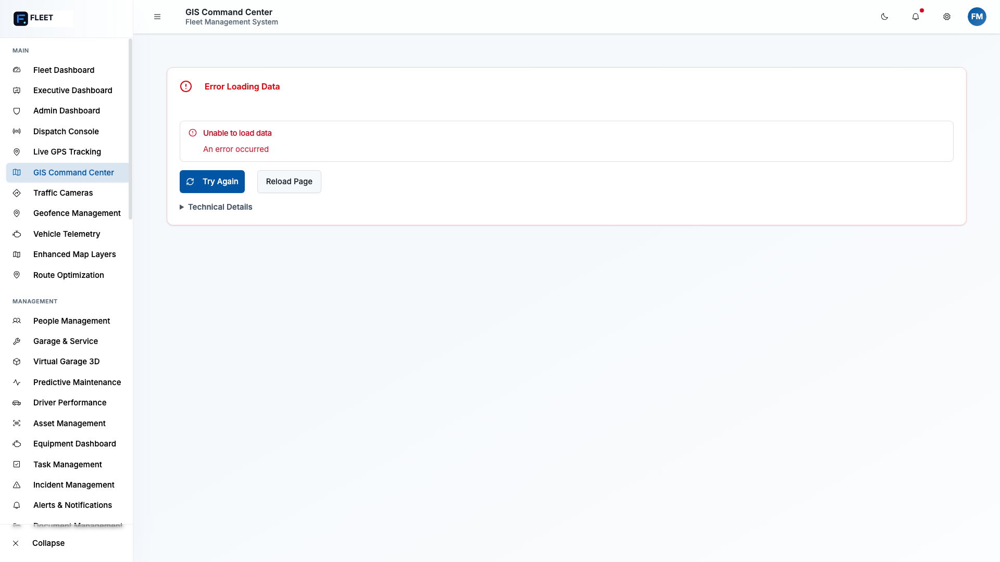 FLEET
MAIN
Fleet Dashboard
Executive Dashboard
Admin Dashboard
Dispatch Console
Live GPS Tracking
GIS Command Center
Traffic Cameras
Geofence Management
Vehicle Telemetry
Enhanced Map Layers
Route Optimization
MANAGEMENT
People Management
Garage & Service
Virtual Garage 3D
Predictive Maintenance
Driver Performance
Asset Management
Equipment Dashboard
Task Management
Incident Management
Alerts & Notifications
Document Management
Collapse
GIS Command Center
Fleet Management System
FM
Error Loading Data
Unable to load data
An error occurred
Try Again
Reload Page
Technical Details